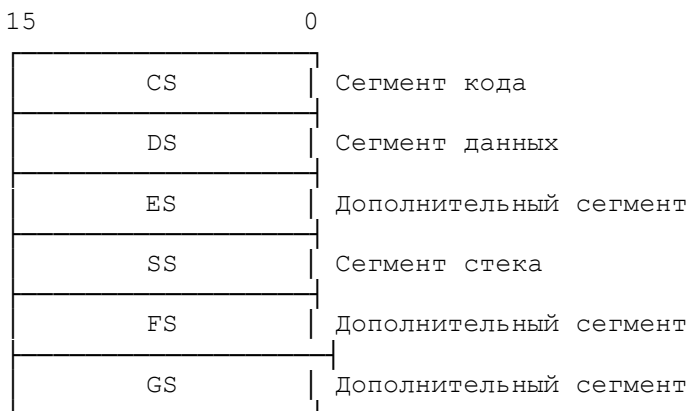 15 0
CS Сегмент кода
DS Сегмент данных
ES Дополнительный сегмент
SS Сегмент стека
FS Дополнительный сегмент
GS Дополнительный сегмент